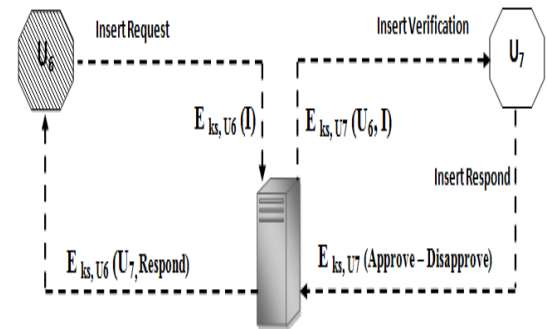 Insert Request
Insert Verification
U6
U7
E ks, U6 (I)
E ks, U7 (U6, I)
Insert Respond
E ks, U6 (U7, Respond)
E ks, U7 (Approve – Disapprove)